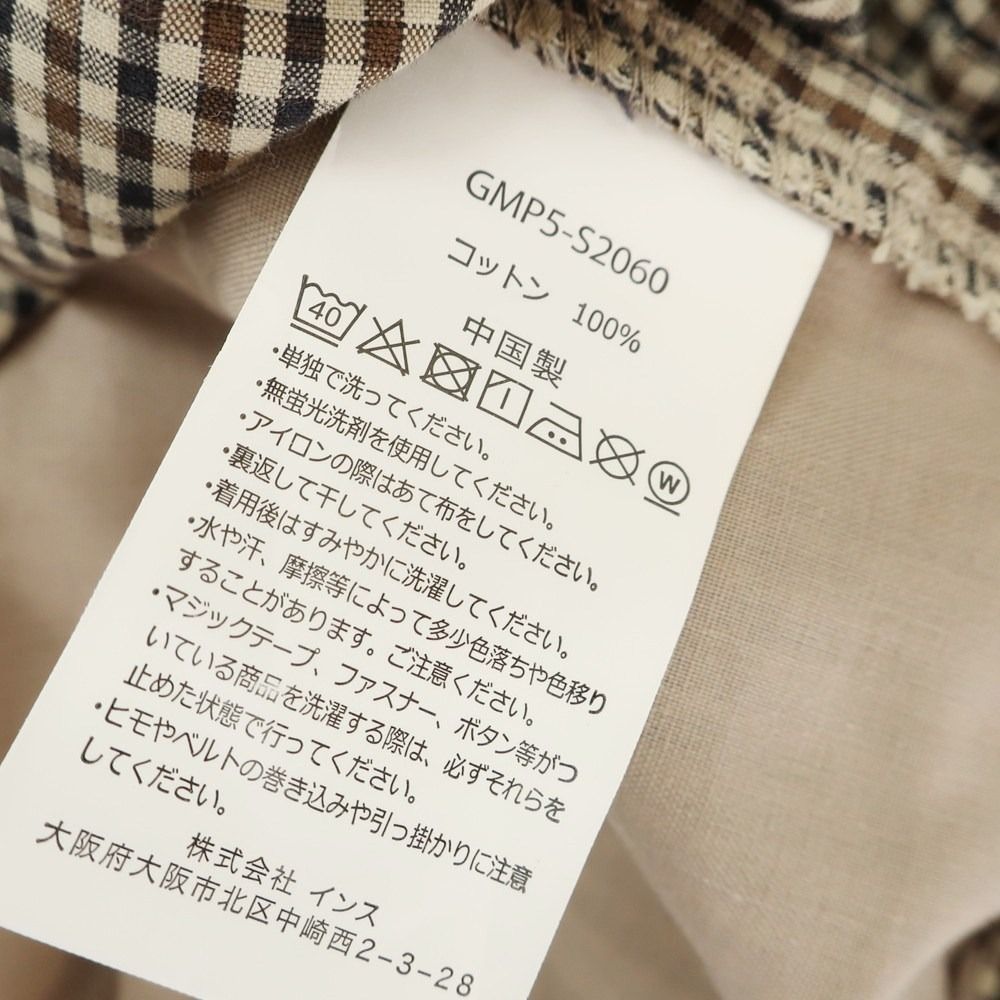 GMP5-S2060
コットン 100%
中国製
40
W
・単独で洗ってください。
・無蛍光洗剤を使用してください。
・アイロンの際はあて布をしてください。
・裏返して干してください。
・着用後はすみやかに洗濯してください。
・水や汗、摩擦等によって多少色落ちや色移り
することがあります。ご注意ください。
・マジックテープ、ファスナー、ボタン等がつ
いている商品を洗濯する際は、必ずそれらを
止めた状態で行ってください。
・ヒモやベルトの巻き込みや引っ掛かりに注意
してください。
株式会社 インス
大阪府大阪市北区中崎西2-3-28